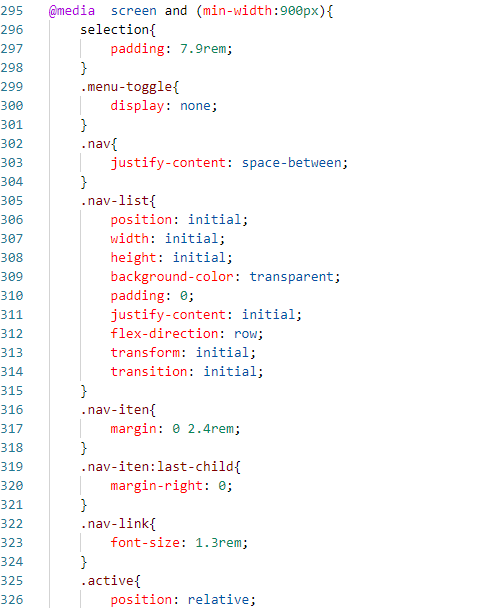 295 @media  screen and (min-width:900px){
296     selection{
297         padding: 7.9rem;
298     }
299     .menu-toggle{
300         display: none;
301     }
302     .nav{
303         justify-content: space-between;
304     }
305     .nav-list{
306         position: initial;
307         width: initial;
308         height: initial;
309         background-color: transparent;
310         padding: 0;
311         justify-content: initial;
312         flex-direction: row;
313         transform: initial;
314         transition: initial;
315     }
316     .nav-iten{
317         margin: 0 2.4rem;
318     }
319     .nav-iten:last-child{
320         margin-right: 0;
321     }
322     .nav-link{
323         font-size: 1.3rem;
324     }
325     .active{
326         position: relative;